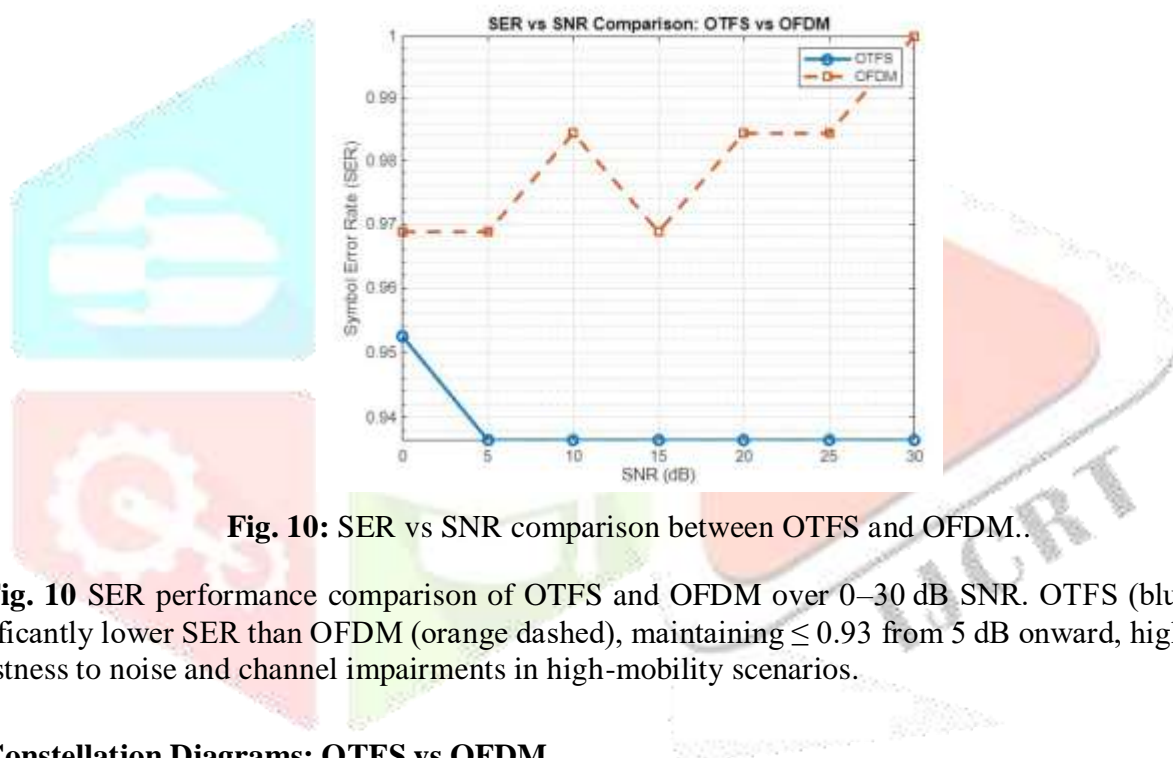 SER vs SNR Comparison: OTFS vs OFDM
OTFS
OFDM
1
0.99
0.98
0.97
0.96
0.95
0.94
Symbol Error Rate (SER)
0
5
10
15
20
25
30
SNR (dB)
IJCRT
Fig. 10: SER vs SNR comparison between OTFS and OFDM..
ig. 10 SER performance comparison of OTFS and OFDM over 0–30 dB SNR. OTFS (blu
ficantly lower SER than OFDM (orange dashed), maintaining ≤ 0.93 from 5 dB onward, hig
stness to noise and channel impairments in high-mobility scenarios.
Constellation Diagrams: OTFS vs OFDM